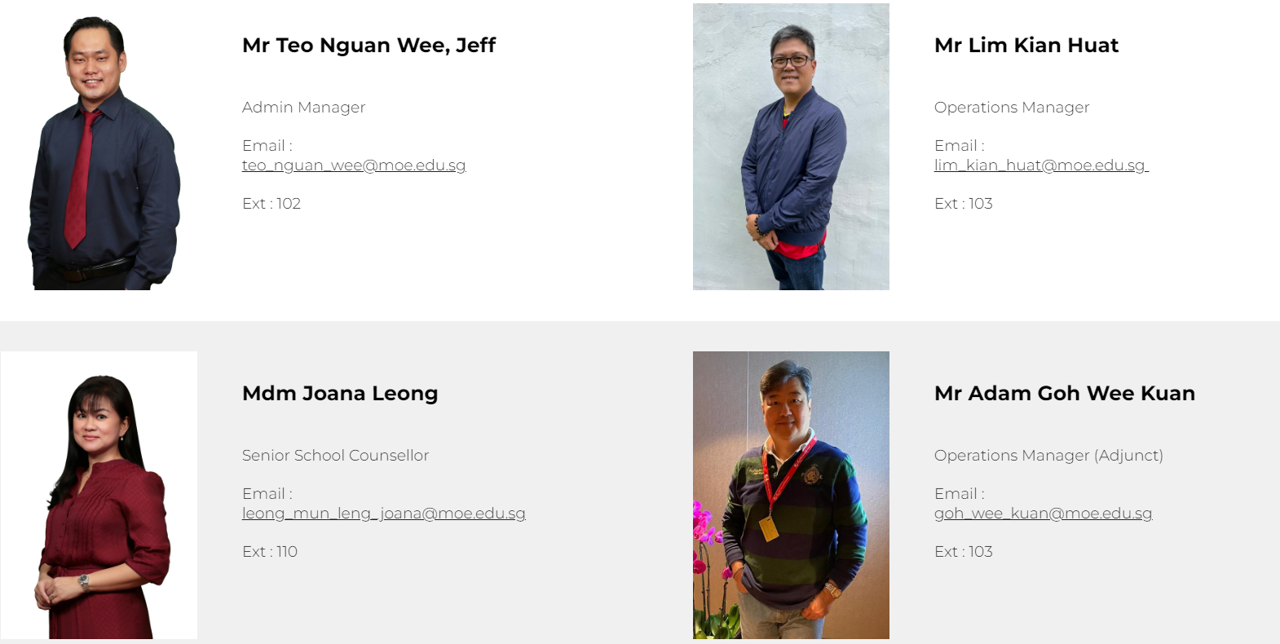 Mr Teo Nguan Wee, Jeff
Admin Manager
Email :
teo_nguan_wee@moe.edu.sg
Ext : 102
Mr Lim Kian Huat
Operations Manager
Email :
lim_kian_huat@moe.edu.sg
Ext : 103
Mdm Joana Leong
Senior School Counsellor
Email :
leong_mun_leng_joana@moe.edu.sg
Ext : 110
Mr Adam Goh Wee Kuan
Operations Manager (Adjunct)
Email :
goh_wee_kuan@moe.edu.sg
Ext : 103